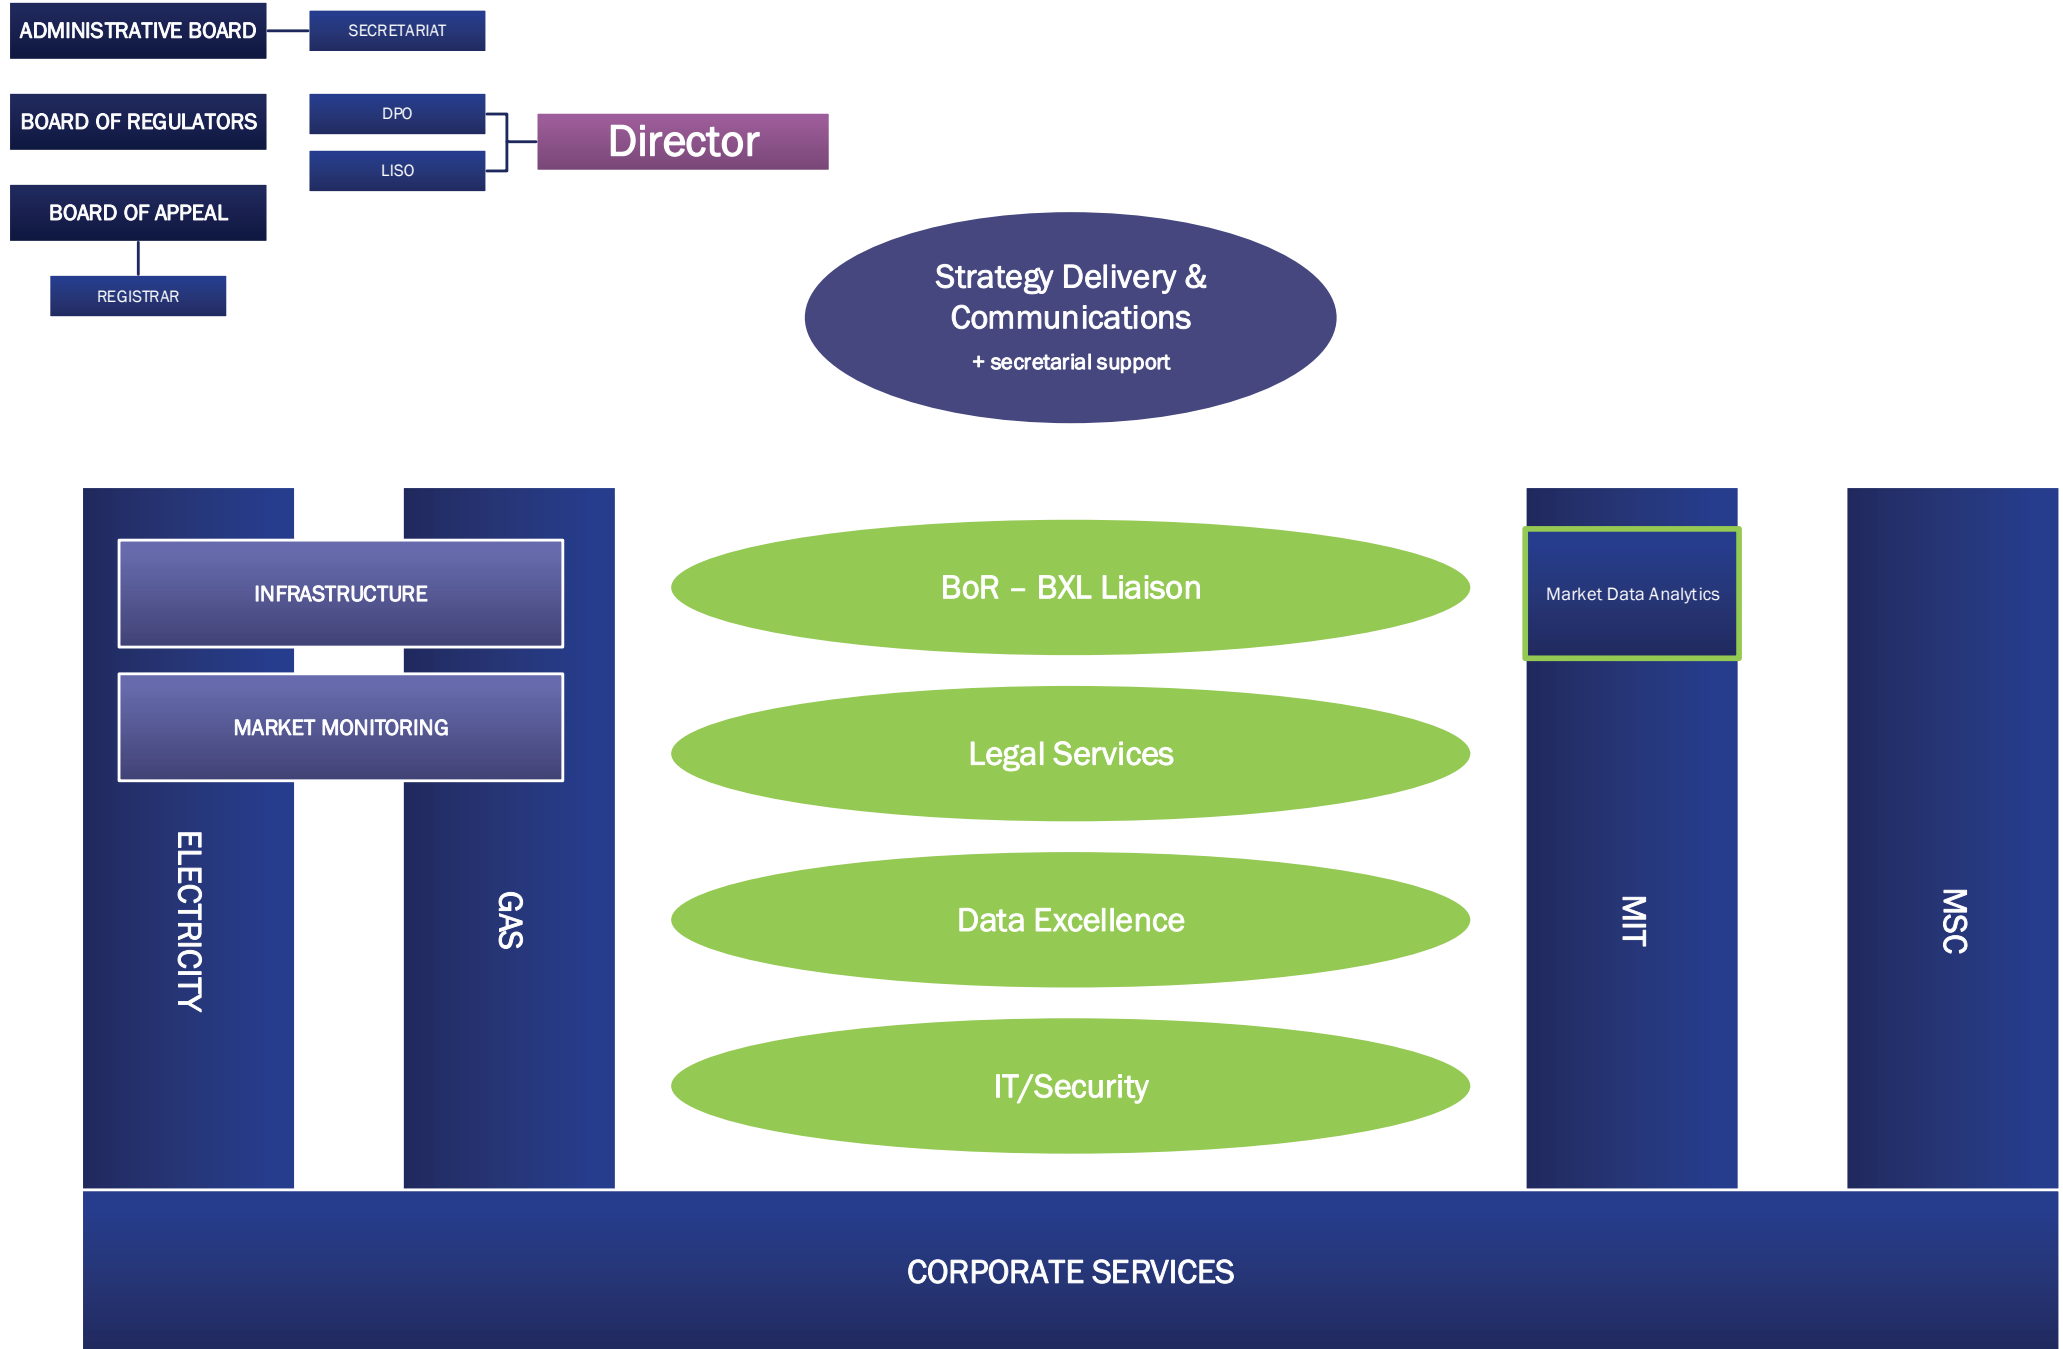 ADMINISTRATIVE BOARD
SECRETARIAT
BOARD OF REGULATORS
DPO
LISO
Director
BOARD OF APPEAL
REGISTRAR
Strategy Delivery &
Communications
+ secretarial support
INFRASTRUCTURE
MARKET MONITORING
ELECTRICITY
GAS
BoR – BXL Liaison
Legal Services
Data Excellence
IT/Security
Market Data Analytics
MIT
MSC
CORPORATE SERVICES